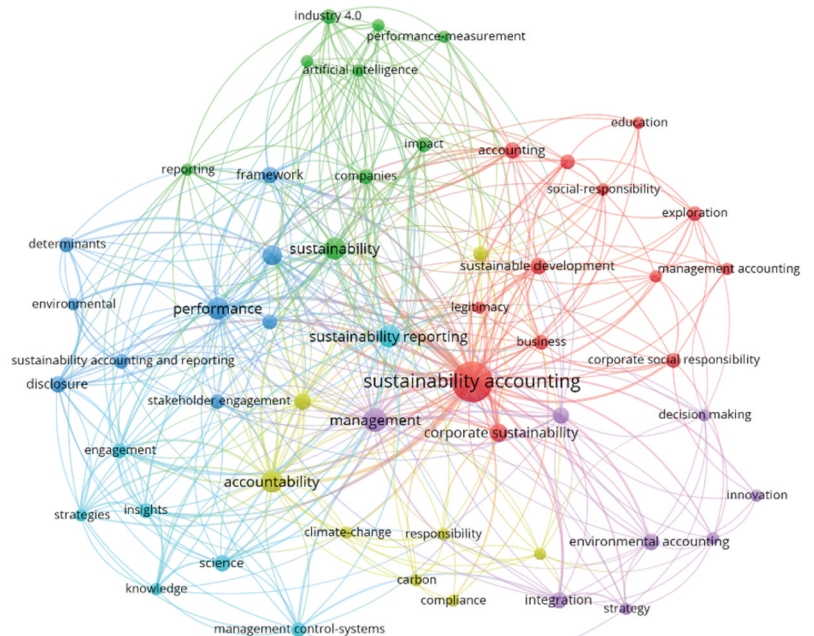 industry 4.0
performance-measurement
artificial intelligence
education
impact
accounting
reporting
framework
companies
social-responsibility
exploration
determinants
sustainability
sustainable development
management accounting
environmental
performance
legitimacy
sustainability reporting
business
sustainability accounting and reporting
corporate social responsibility
disclosure
sustainability accounting
stakeholder engagement
management
decision making
corporate sustainability
engagement
accountability
innovation
strategies
insights
climate-change
responsibility
environmental accounting
science
carbon
knowledge
compliance
integration
strategy
management control-systems